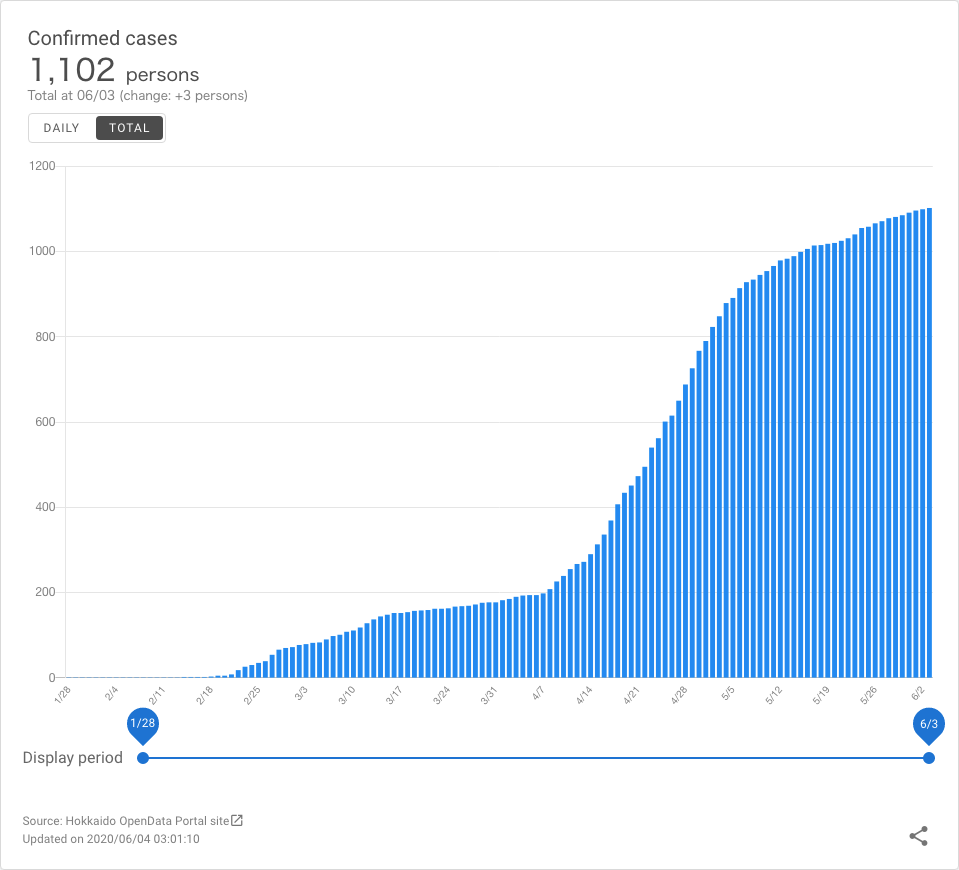 Confirmed cases
1,102 persons
Total at 06/03 (change: +3 persons)
DAILY TOTAL
1200
1000
800
600
400
200
0
1/28 2/4 2/11 2/18 2/25 3/3 3/10 3/17 3/24 3/31 4/7 4/14 4/21 4/28 5/5 5/12 5/19 5/26 6/2
1/28 6/3
Display period
Source: Hokkaido OpenData Portal site
Updated on 2020/06/04 03:01:10